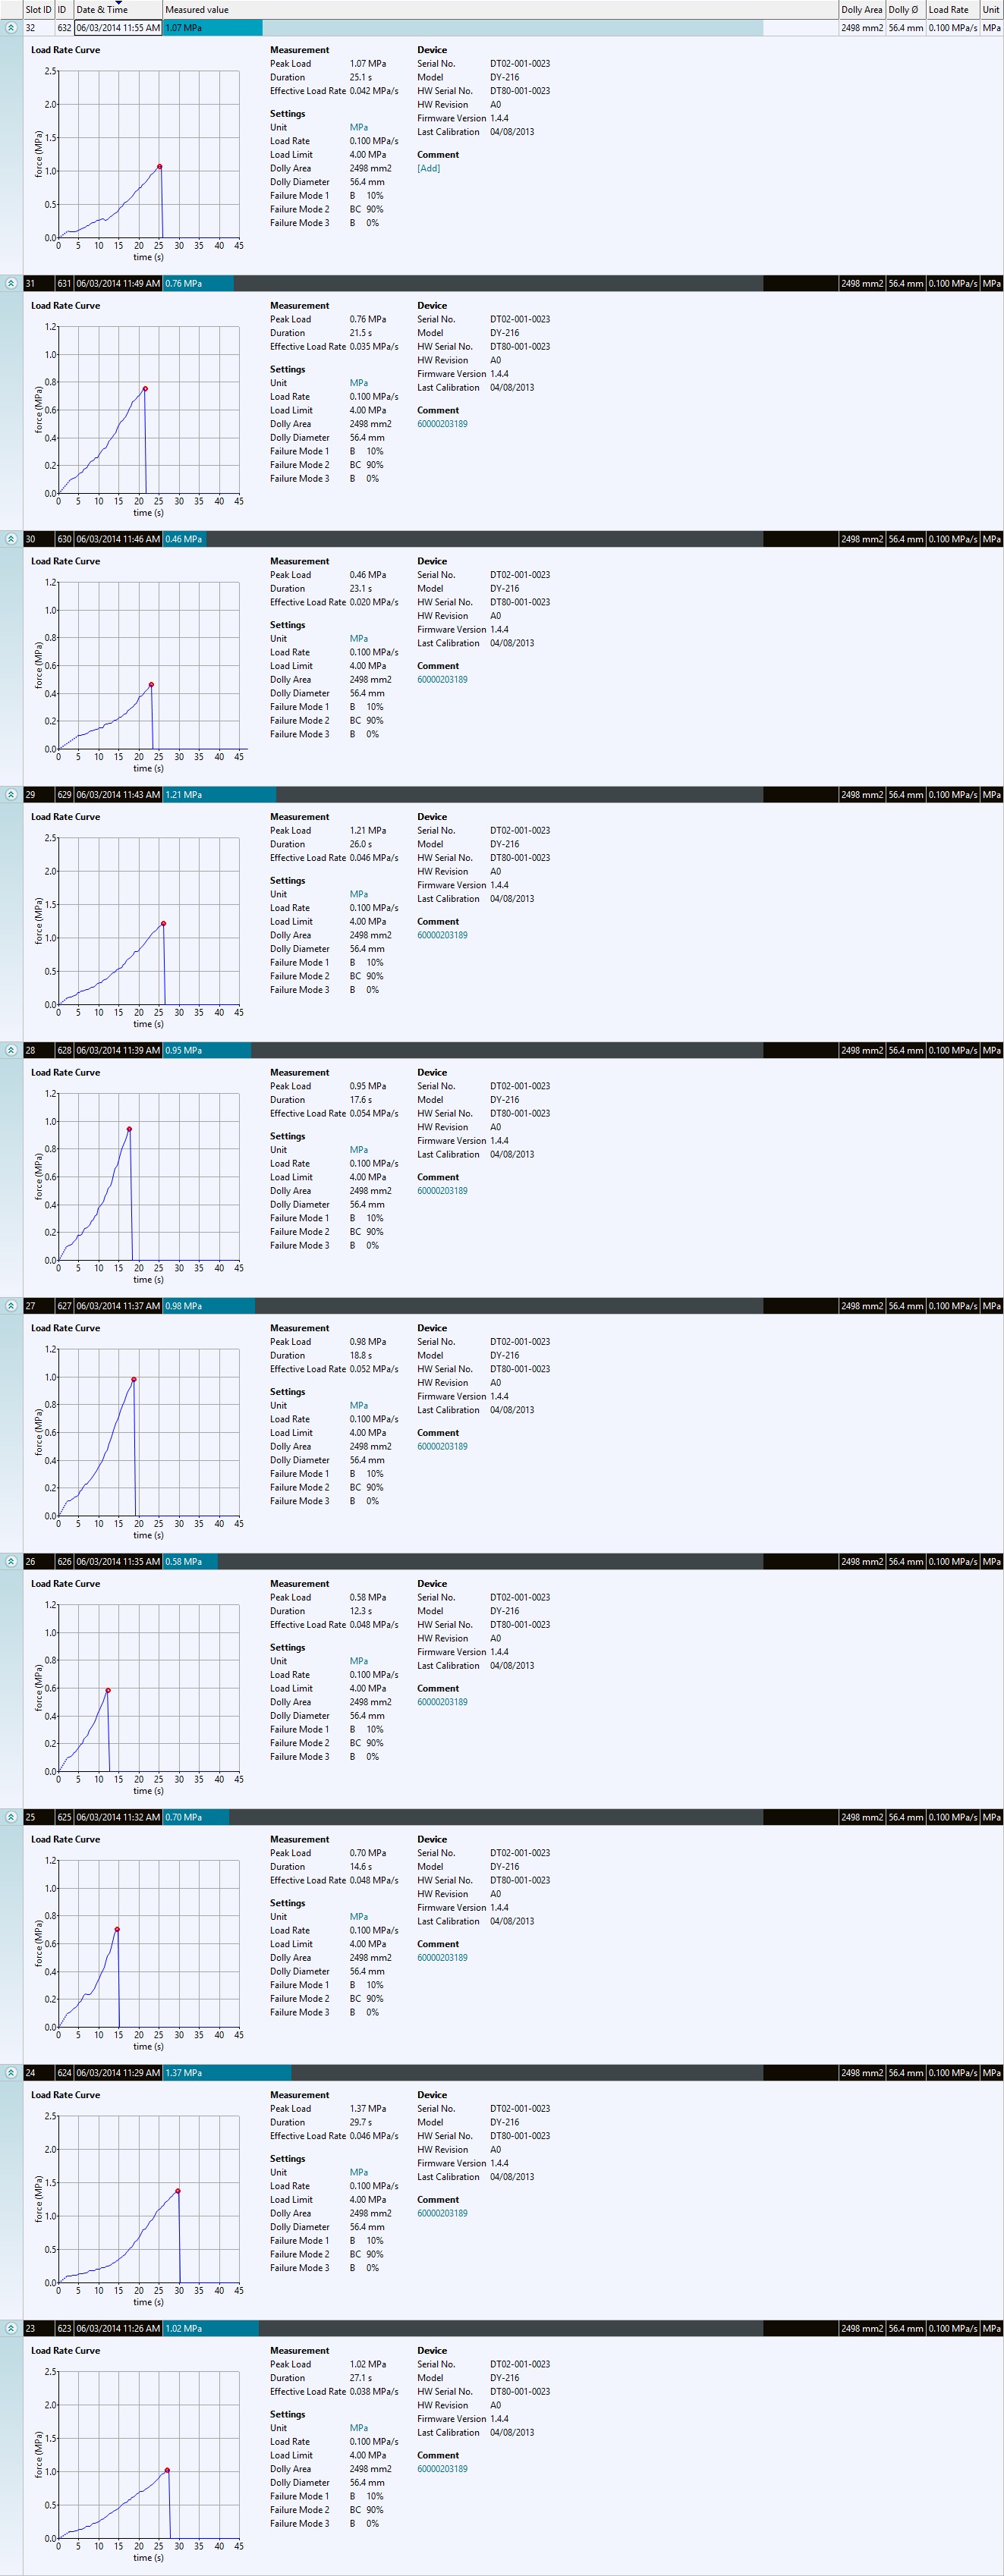 Slot ID ID Date & Time Measured value Dolly Area Dolly Ø Load Rate Unit
32 632 06/03/2014 11:55 AM 1.07 MPa 2498 mm2 56.4 mm 0.100 MPa/s MPa
Load Rate Curve Measurement Device
Peak Load 1.07 MPa Serial No. DT02-001-0023
Duration 25.1 s Model DY-216
Effective Load Rate 0.042 MPa/s HW Serial No. DT80-001-0023
HW Revision A0
Settings Firmware Version 1.4.4
Unit MPa Last Calibration 04/08/2013
Load Rate 0.100 MPa/s
Load Limit 4.00 MPa Comment
Dolly Area 2498 mm2 [Add]
Dolly Diameter 56.4 mm
Failure Mode 1 B 10%
Failure Mode 2 BC 90%
Failure Mode 3 B 0%
force (MPa)
2.5
2.0
1.5
1.0
0.5
0.0
0 5 10 15 20 25 30 35 40 45
time (s)
31 631 06/03/2014 11:49 AM 0.76 MPa 2498 mm2 56.4 mm 0.100 MPa/s MPa
Load Rate Curve Measurement Device
Peak Load 0.76 MPa Serial No. DT02-001-0023
Duration 21.5 s Model DY-216
Effective Load Rate 0.035 MPa/s HW Serial No. DT80-001-0023
HW Revision A0
Settings Firmware Version 1.4.4
Unit MPa Last Calibration 04/08/2013
Load Rate 0.100 MPa/s
Load Limit 4.00 MPa Comment
Dolly Area 2498 mm2 60000203189
Dolly Diameter 56.4 mm
Failure Mode 1 B 10%
Failure Mode 2 BC 90%
Failure Mode 3 B 0%
force (MPa)
1.2
1.0
0.8
0.6
0.4
0.2
0.0
0 5 10 15 20 25 30 35 40 45
time (s)
30 630 06/03/2014 11:46 AM 0.46 MPa 2498 mm2 56.4 mm 0.100 MPa/s MPa
Load Rate Curve Measurement Device
Peak Load 0.46 MPa Serial No. DT02-001-0023
Duration 23.1 s Model DY-216
Effective Load Rate 0.020 MPa/s HW Serial No. DT80-001-0023
HW Revision A0
Settings Firmware Version 1.4.4
Unit MPa Last Calibration 04/08/2013
Load Rate 0.100 MPa/s
Load Limit 4.00 MPa Comment
Dolly Area 2498 mm2 60000203189
Dolly Diameter 56.4 mm
Failure Mode 1 B 10%
Failure Mode 2 BC 90%
Failure Mode 3 B 0%
force (MPa)
1.2
1.0
0.8
0.6
0.4
0.2
0.0
0 5 10 15 20 25 30 35 40 45
time (s)
29 629 06/03/2014 11:43 AM 1.21 MPa 2498 mm2 56.4 mm 0.100 MPa/s MPa
Load Rate Curve Measurement Device
Peak Load 1.21 MPa Serial No. DT02-001-0023
Duration 26.0 s Model DY-216
Effective Load Rate 0.046 MPa/s HW Serial No. DT80-001-0023
HW Revision A0
Settings Firmware Version 1.4.4
Unit MPa Last Calibration 04/08/2013
Load Rate 0.100 MPa/s
Load Limit 4.00 MPa Comment
Dolly Area 2498 mm2 60000203189
Dolly Diameter 56.4 mm
Failure Mode 1 B 10%
Failure Mode 2 BC 90%
Failure Mode 3 B 0%
force (MPa)
2.5
2.0
1.5
1.0
0.5
0.0
0 5 10 15 20 25 30 35 40 45
time (s)
28 628 06/03/2014 11:39 AM 0.95 MPa 2498 mm2 56.4 mm 0.100 MPa/s MPa
Load Rate Curve Measurement Device
Peak Load 0.95 MPa Serial No. DT02-001-0023
Duration 17.6 s Model DY-216
Effective Load Rate 0.054 MPa/s HW Serial No. DT80-001-0023
HW Revision A0
Settings Firmware Version 1.4.4
Unit MPa Last Calibration 04/08/2013
Load Rate 0.100 MPa/s
Load Limit 4.00 MPa Comment
Dolly Area 2498 mm2 60000203189
Dolly Diameter 56.4 mm
Failure Mode 1 B 10%
Failure Mode 2 BC 90%
Failure Mode 3 B 0%
force (MPa)
1.2
1.0
0.8
0.6
0.4
0.2
0.0
0 5 10 15 20 25 30 35 40 45
time (s)
27 627 06/03/2014 11:37 AM 0.98 MPa 2498 mm2 56.4 mm 0.100 MPa/s MPa
Load Rate Curve Measurement Device
Peak Load 0.98 MPa Serial No. DT02-001-0023
Duration 18.8 s Model DY-216
Effective Load Rate 0.052 MPa/s HW Serial No. DT80-001-0023
HW Revision A0
Settings Firmware Version 1.4.4
Unit MPa Last Calibration 04/08/2013
Load Rate 0.100 MPa/s
Load Limit 4.00 MPa Comment
Dolly Area 2498 mm2 60000203189
Dolly Diameter 56.4 mm
Failure Mode 1 B 10%
Failure Mode 2 BC 90%
Failure Mode 3 B 0%
force (MPa)
1.2
1.0
0.8
0.6
0.4
0.2
0.0
0 5 10 15 20 25 30 35 40 45
time (s)
26 626 06/03/2014 11:35 AM 0.58 MPa 2498 mm2 56.4 mm 0.100 MPa/s MPa
Load Rate Curve Measurement Device
Peak Load 0.58 MPa Serial No. DT02-001-0023
Duration 12.3 s Model DY-216
Effective Load Rate 0.048 MPa/s HW Serial No. DT80-001-0023
HW Revision A0
Settings Firmware Version 1.4.4
Unit MPa Last Calibration 04/08/2013
Load Rate 0.100 MPa/s
Load Limit 4.00 MPa Comment
Dolly Area 2498 mm2 60000203189
Dolly Diameter 56.4 mm
Failure Mode 1 B 10%
Failure Mode 2 BC 90%
Failure Mode 3 B 0%
force (MPa)
1.2
1.0
0.8
0.6
0.4
0.2
0.0
0 5 10 15 20 25 30 35 40 45
time (s)
25 625 06/03/2014 11:32 AM 0.70 MPa 2498 mm2 56.4 mm 0.100 MPa/s MPa
Load Rate Curve Measurement Device
Peak Load 0.70 MPa Serial No. DT02-001-0023
Duration 14.6 s Model DY-216
Effective Load Rate 0.048 MPa/s HW Serial No. DT80-001-0023
HW Revision A0
Settings Firmware Version 1.4.4
Unit MPa Last Calibration 04/08/2013
Load Rate 0.100 MPa/s
Load Limit 4.00 MPa Comment
Dolly Area 2498 mm2 60000203189
Dolly Diameter 56.4 mm
Failure Mode 1 B 10%
Failure Mode 2 BC 90%
Failure Mode 3 B 0%
force (MPa)
1.2
1.0
0.8
0.6
0.4
0.2
0.0
0 5 10 15 20 25 30 35 40 45
time (s)
24 624 06/03/2014 11:29 AM 1.37 MPa 2498 mm2 56.4 mm 0.100 MPa/s MPa
Load Rate Curve Measurement Device
Peak Load 1.37 MPa Serial No. DT02-001-0023
Duration 29.7 s Model DY-216
Effective Load Rate 0.046 MPa/s HW Serial No. DT80-001-0023
HW Revision A0
Settings Firmware Version 1.4.4
Unit MPa Last Calibration 04/08/2013
Load Rate 0.100 MPa/s
Load Limit 4.00 MPa Comment
Dolly Area 2498 mm2 60000203189
Dolly Diameter 56.4 mm
Failure Mode 1 B 10%
Failure Mode 2 BC 90%
Failure Mode 3 B 0%
force (MPa)
2.5
2.0
1.5
1.0
0.5
0.0
0 5 10 15 20 25 30 35 40 45
time (s)
23 623 06/03/2014 11:26 AM 1.02 MPa 2498 mm2 56.4 mm 0.100 MPa/s MPa
Load Rate Curve Measurement Device
Peak Load 1.02 MPa Serial No. DT02-001-0023
Duration 27.1 s Model DY-216
Effective Load Rate 0.038 MPa/s HW Serial No. DT80-001-0023
HW Revision A0
Settings Firmware Version 1.4.4
Unit MPa Last Calibration 04/08/2013
Load Rate 0.100 MPa/s
Load Limit 4.00 MPa Comment
Dolly Area 2498 mm2 60000203189
Dolly Diameter 56.4 mm
Failure Mode 1 B 10%
Failure Mode 2 BC 90%
Failure Mode 3 B 0%
force (MPa)
2.5
2.0
1.5
1.0
0.5
0.0
0 5 10 15 20 25 30 35 40 45
time (s)